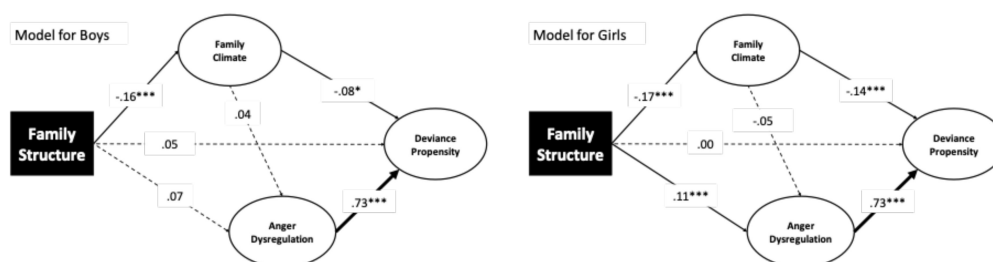 Model for Boys
Family
Climate
-.16***
-.08*
.04
Family
Structure
.05
Deviance
Propensity
.07
.73***
Anger
Dysregulation
Model for Girls
Family
Climate
-.17***
-.14***
-.05
Family
Structure
.00
Deviance
Propensity
.11***
.73***
Anger
Dysregulation